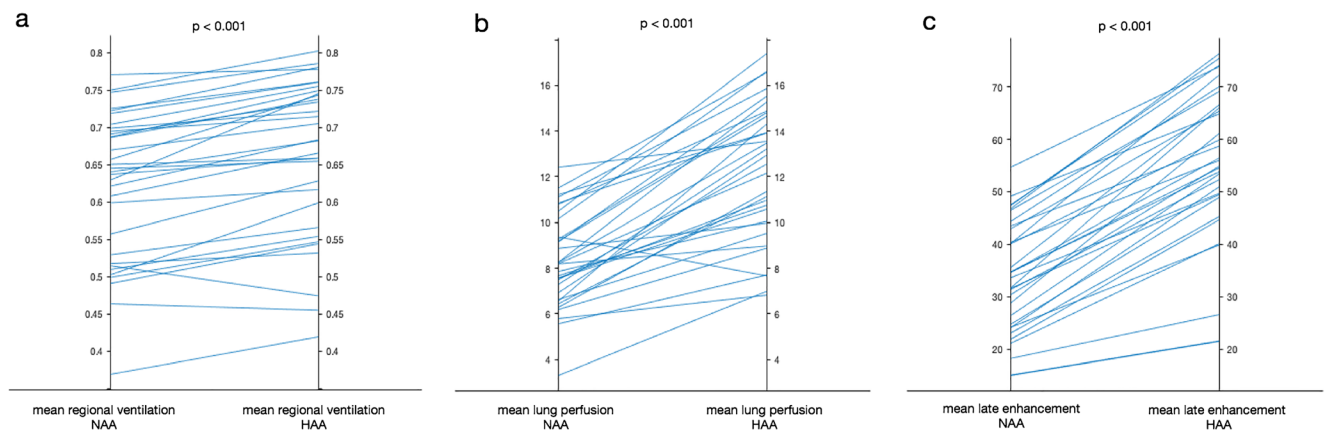 a
p < 0.001
0.8 0.8
0.75 0.75
0.7 0.7
0.65 0.65
0.6 0.6
0.55 0.55
0.5 0.5
0.45 0.45
0.4 0.4
mean regional ventilation mean regional ventilation
NAA HAA
b
p < 0.001
16 16
14 14
12 12
10 10
8 8
6 6
4 4
mean lung perfusion mean lung perfusion
NAA HAA
c
p < 0.001
70 70
60 60
50 50
40 40
30 30
20 20
mean late enhancement mean late enhancement
NAA HAA